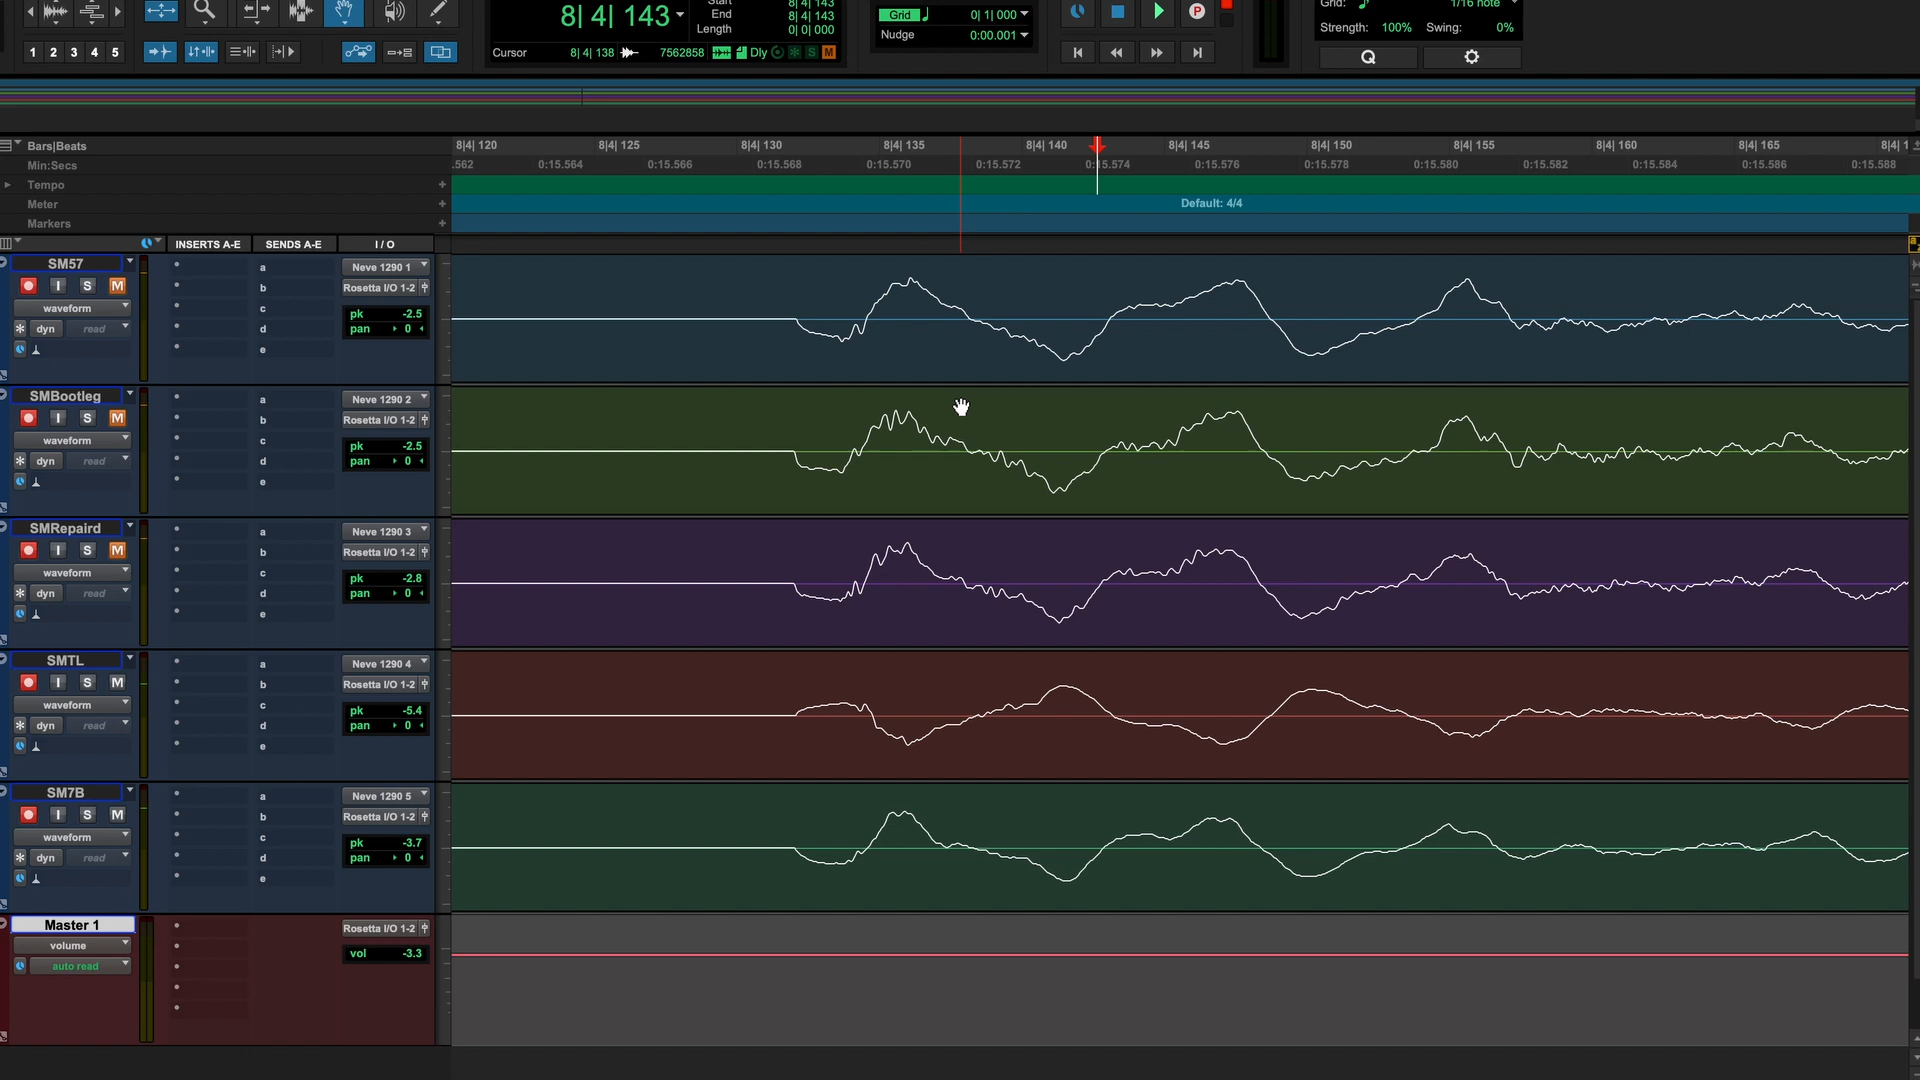 8| 4| 143
Start 8| 4| 143
End 8| 4| 143
Length 0| 0| 000
Grid 0| 1| 000
Nudge 0:00.001
Cursor 8| 4| 138 7562858 Dly S M
Grid: 1/16 note
Strength: 100% Swing: 0%
Q
1 2 3 4 5
P
Bars|Beats 8|4| 120 8|4| 125 8|4| 130 8|4| 135 8|4| 140 8|4| 145 8|4| 150 8|4| 155 8|4| 160 8|4| 165 8|4| 1
Min:Secs .562 0:15.564 0:15.566 0:15.568 0:15.570 0:15.572 0:15.574 0:15.576 0:15.578 0:15.580 0:15.582 0:15.584 0:15.586 0:15.588
Tempo
Meter Default: 4/4
Markers
INSERTS A-E SENDS A-E I / O
SM57 a Neve 1290 1
I S M b Rosetta I/O 1-2
waveform c pk -2.5
dyn read d pan 0
e
SMBootleg a Neve 1290 2
I S M b Rosetta I/O 1-2
waveform c pk -2.5
dyn read d pan 0
e
SMRepaird a Neve 1290 3
I S M b Rosetta I/O 1-2
waveform c pk -2.8
dyn read d pan 0
e
SMTL a Neve 1290 4
I S M b Rosetta I/O 1-2
waveform c pk -5.4
dyn read d pan 0
e
SM7B a Neve 1290 5
I S M b Rosetta I/O 1-2
waveform c pk -3.7
dyn read d pan 0
e
Master 1 Rosetta I/O 1-2
volume vol -3.3
auto read